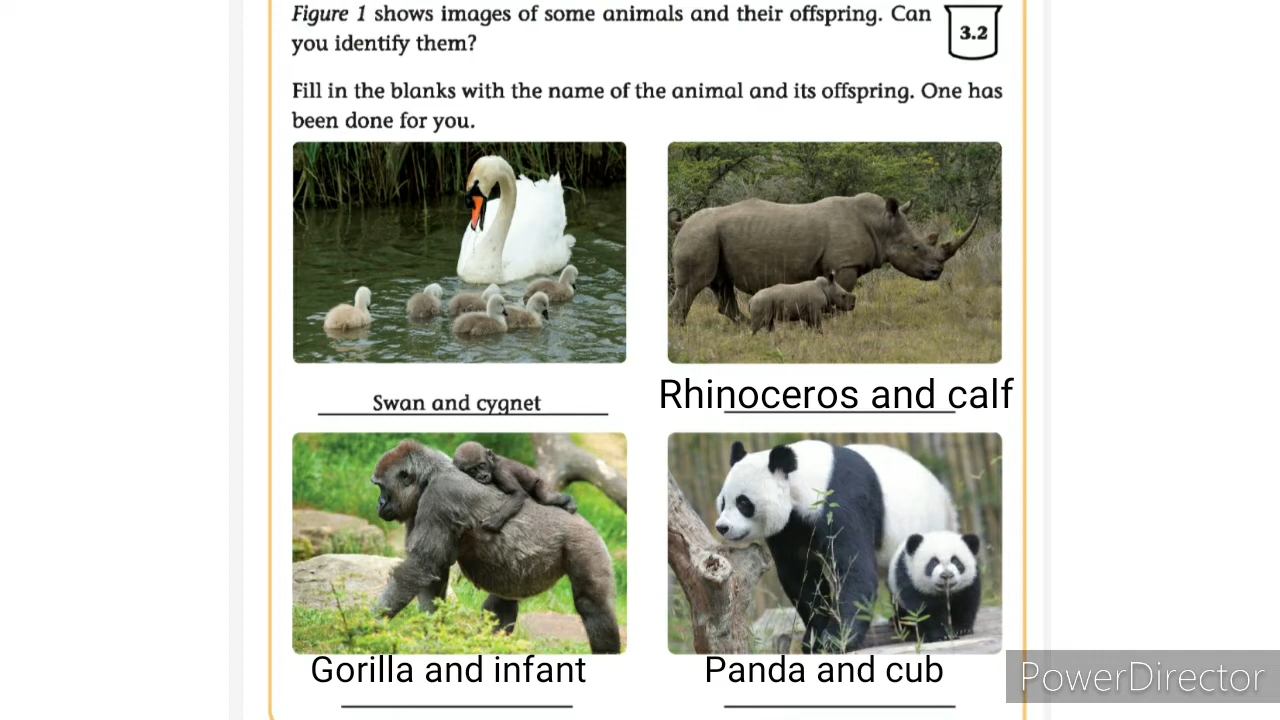 Figure 1 shows images of some animals and their offspring. Can
you identify them?
3.2
Fill in the blanks with the name of the animal and its offspring. One has
been done for you.
Swan and cygnet
Rhinoceros and calf
Gorilla and infant
Panda and cub
PowerDirector